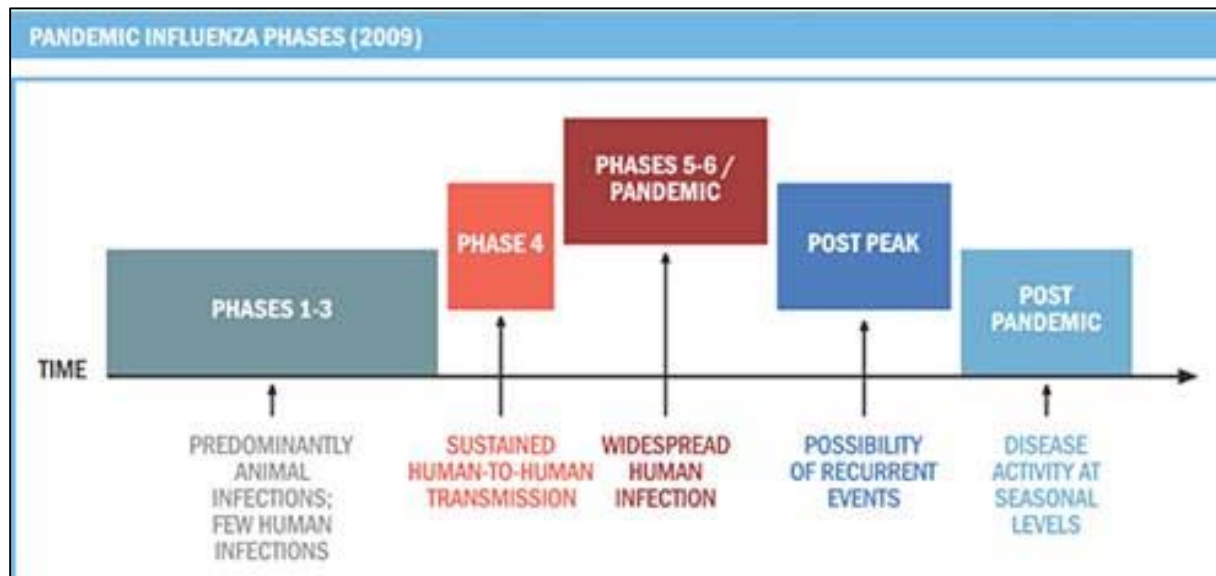 PANDEMIC INFLUENZA PHASES (2009)
PHASES 5-6 /
PANDEMIC
PHASE 4
POST PEAK
PHASES 1-3
POST
PANDEMIC
TIME
PREDOMINANTLY
ANIMAL
INFECTIONS;
FEW HUMAN
INFECTIONS
SUSTAINED
HUMAN-TO-HUMAN
TRANSMISSION
WIDESPREAD
HUMAN
INFECTION
POSSIBILITY
OF RECURRENT
EVENTS
DISEASE
ACTIVITY AT
SEASONAL
LEVELS